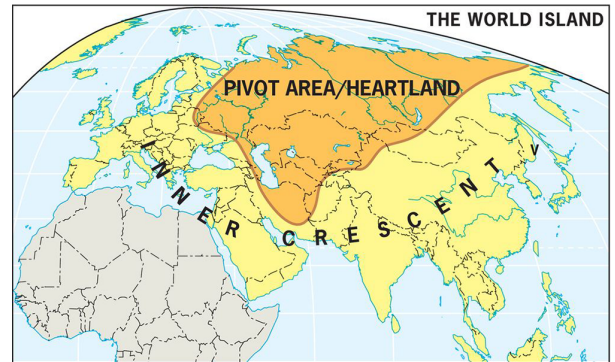 THE WORLD ISLAND
PIVOT AREA/HEARTLAND
INNER CRESCENT
v